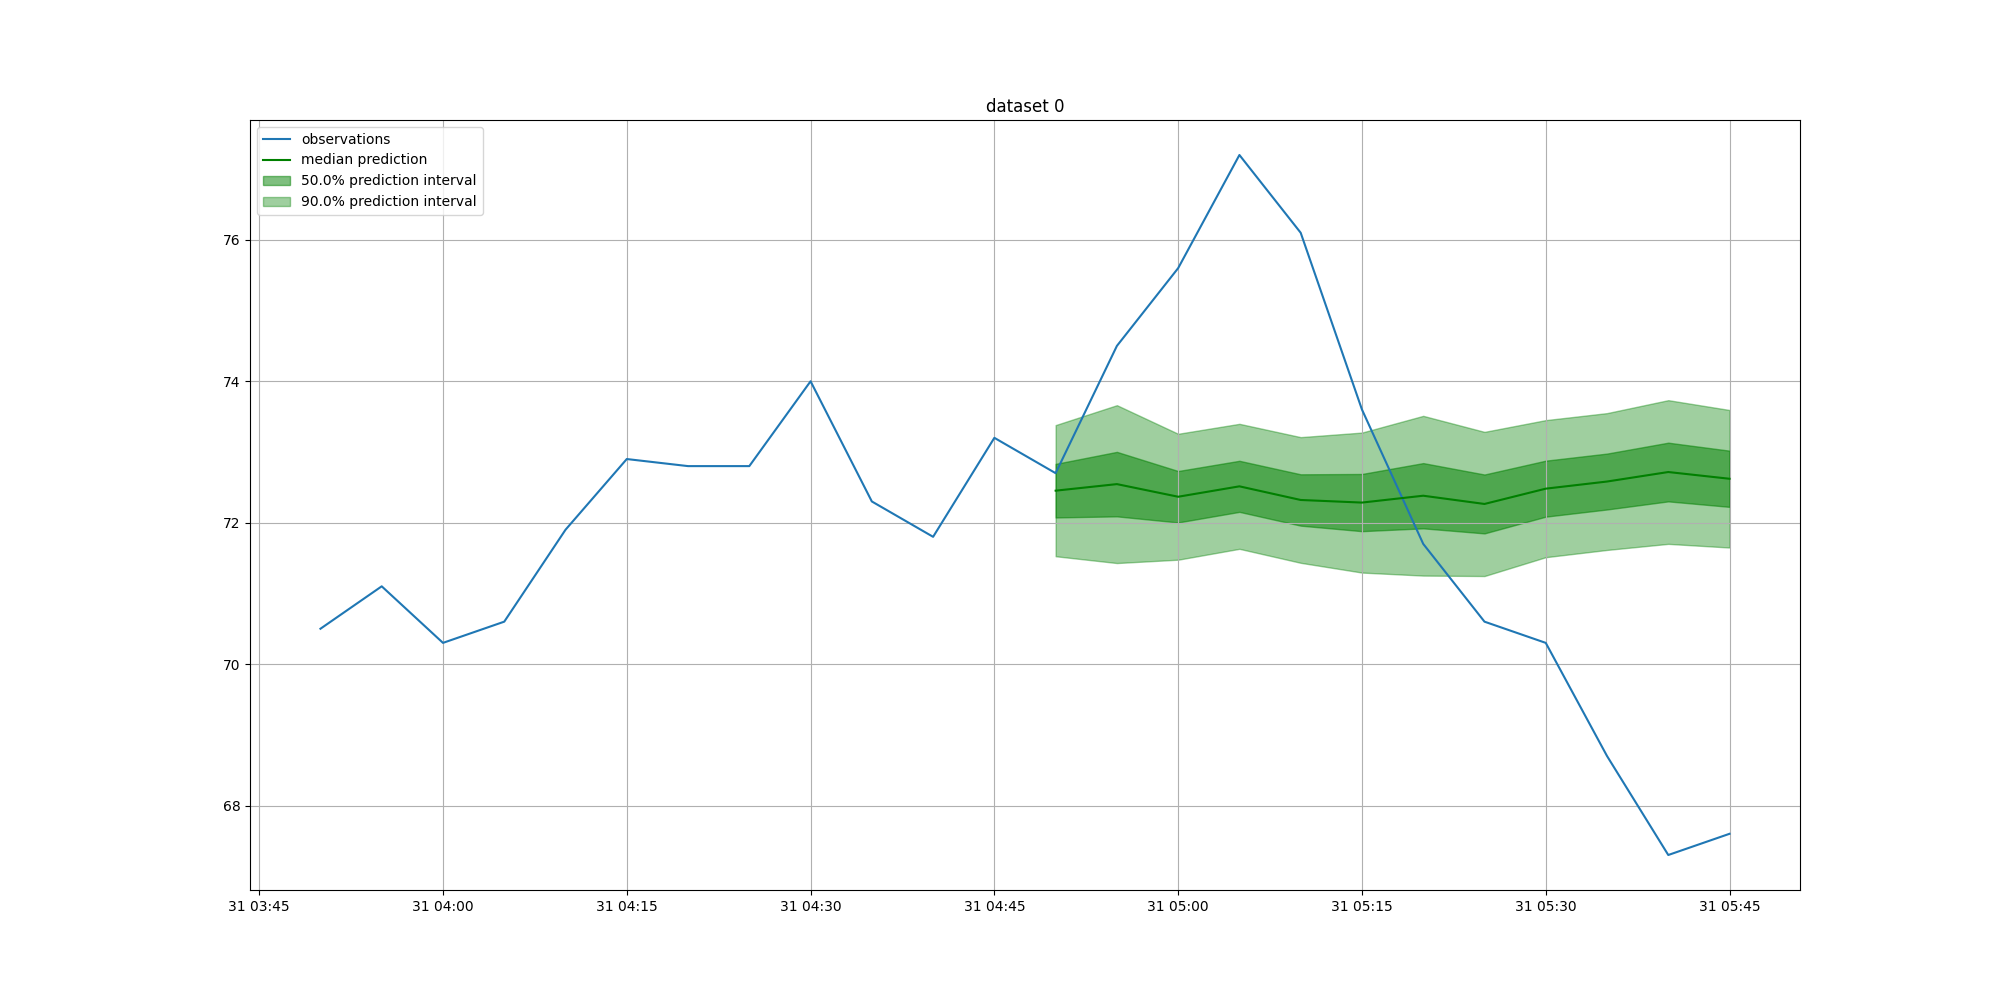 dataset 0
observations
median prediction
50.0% prediction interval
90.0% prediction interval
76
74
72
70
68
31 03:45
31 04:00
31 04:15
31 04:30
31 04:45
31 05:00
31 05:15
31 05:30
31 05:45